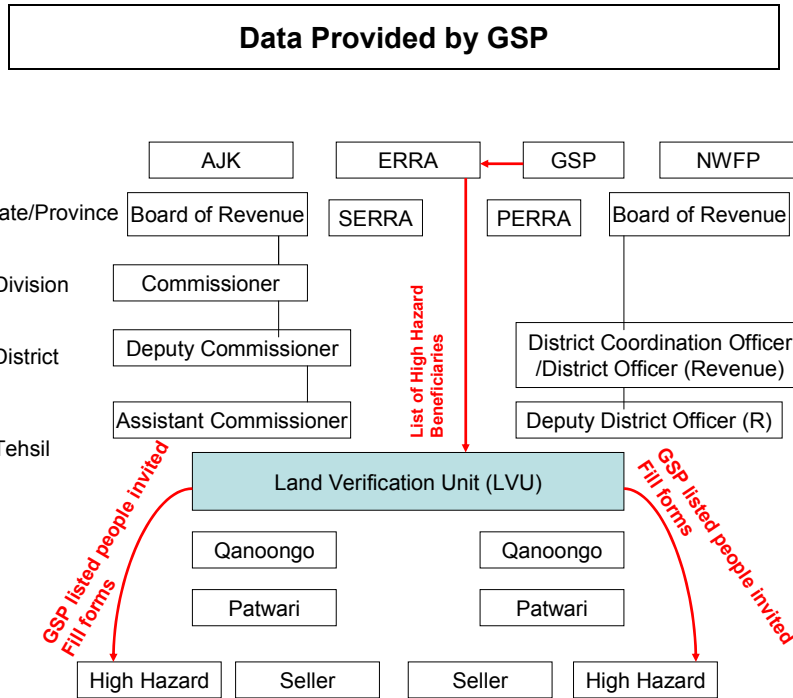 Data Provided by GSP
AJK
ERRA
GSP
NWFP
ate/Province
Board of Revenue
SERRA
PERRA
Board of Revenue
Division
Commissioner
District
Deputy Commissioner
List of High Hazard
Beneficiaries
District Coordination Officer
/District Officer (Revenue)
Assistant Commissioner
Deputy District Officer (R)
Tehsil
Land Verification Unit (LVU)
GSP listed people invited
Fill forms
GSP listed people invited
Fill forms
Qanoongo
Qanoongo
Patwari
Patwari
High Hazard
Seller
Seller
High Hazard